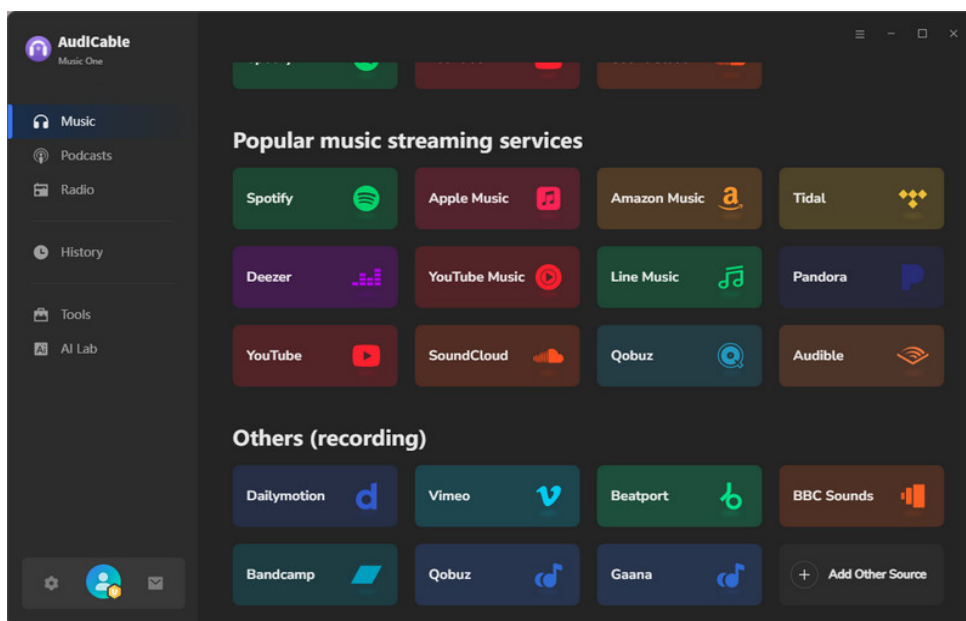 AudICable
Music One
Music
Podcasts
Radio
History
Tools
AI Lab
Popular music streaming services
Spotify
Apple Music
Amazon Music
Tidal
Deezer
YouTube Music
Line Music
Pandora
YouTube
SoundCloud
Qobuz
Audible
Others (recording)
Dailymotion
Vimeo
Beatport
BBC Sounds
Bandcamp
Qobuz
Gaana
Add Other Source